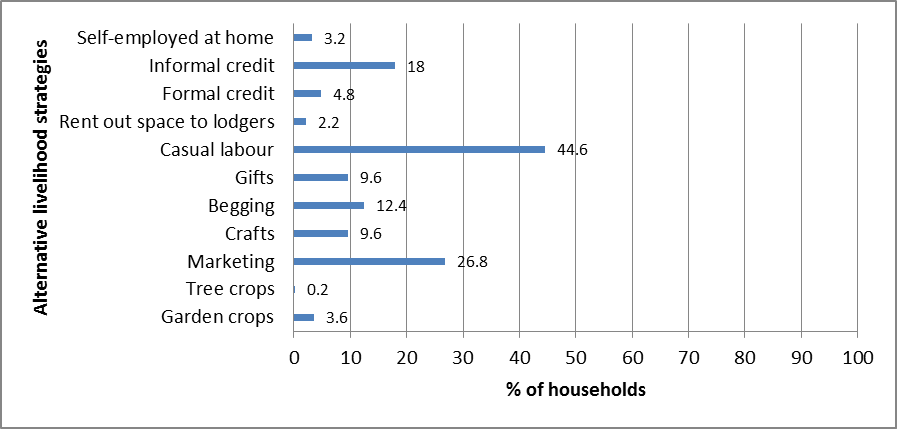 Alternative livelihood strategies
Self-employed at home 3.2
Informal credit 18
Formal credit 4.8
Rent out space to lodgers 2.2
Casual labour 44.6
Gifts 9.6
Begging 12.4
Crafts 9.6
Marketing 26.8
Tree crops 0.2
Garden crops 3.6
0 10 20 30 40 50 60 70 80 90 100
% of households